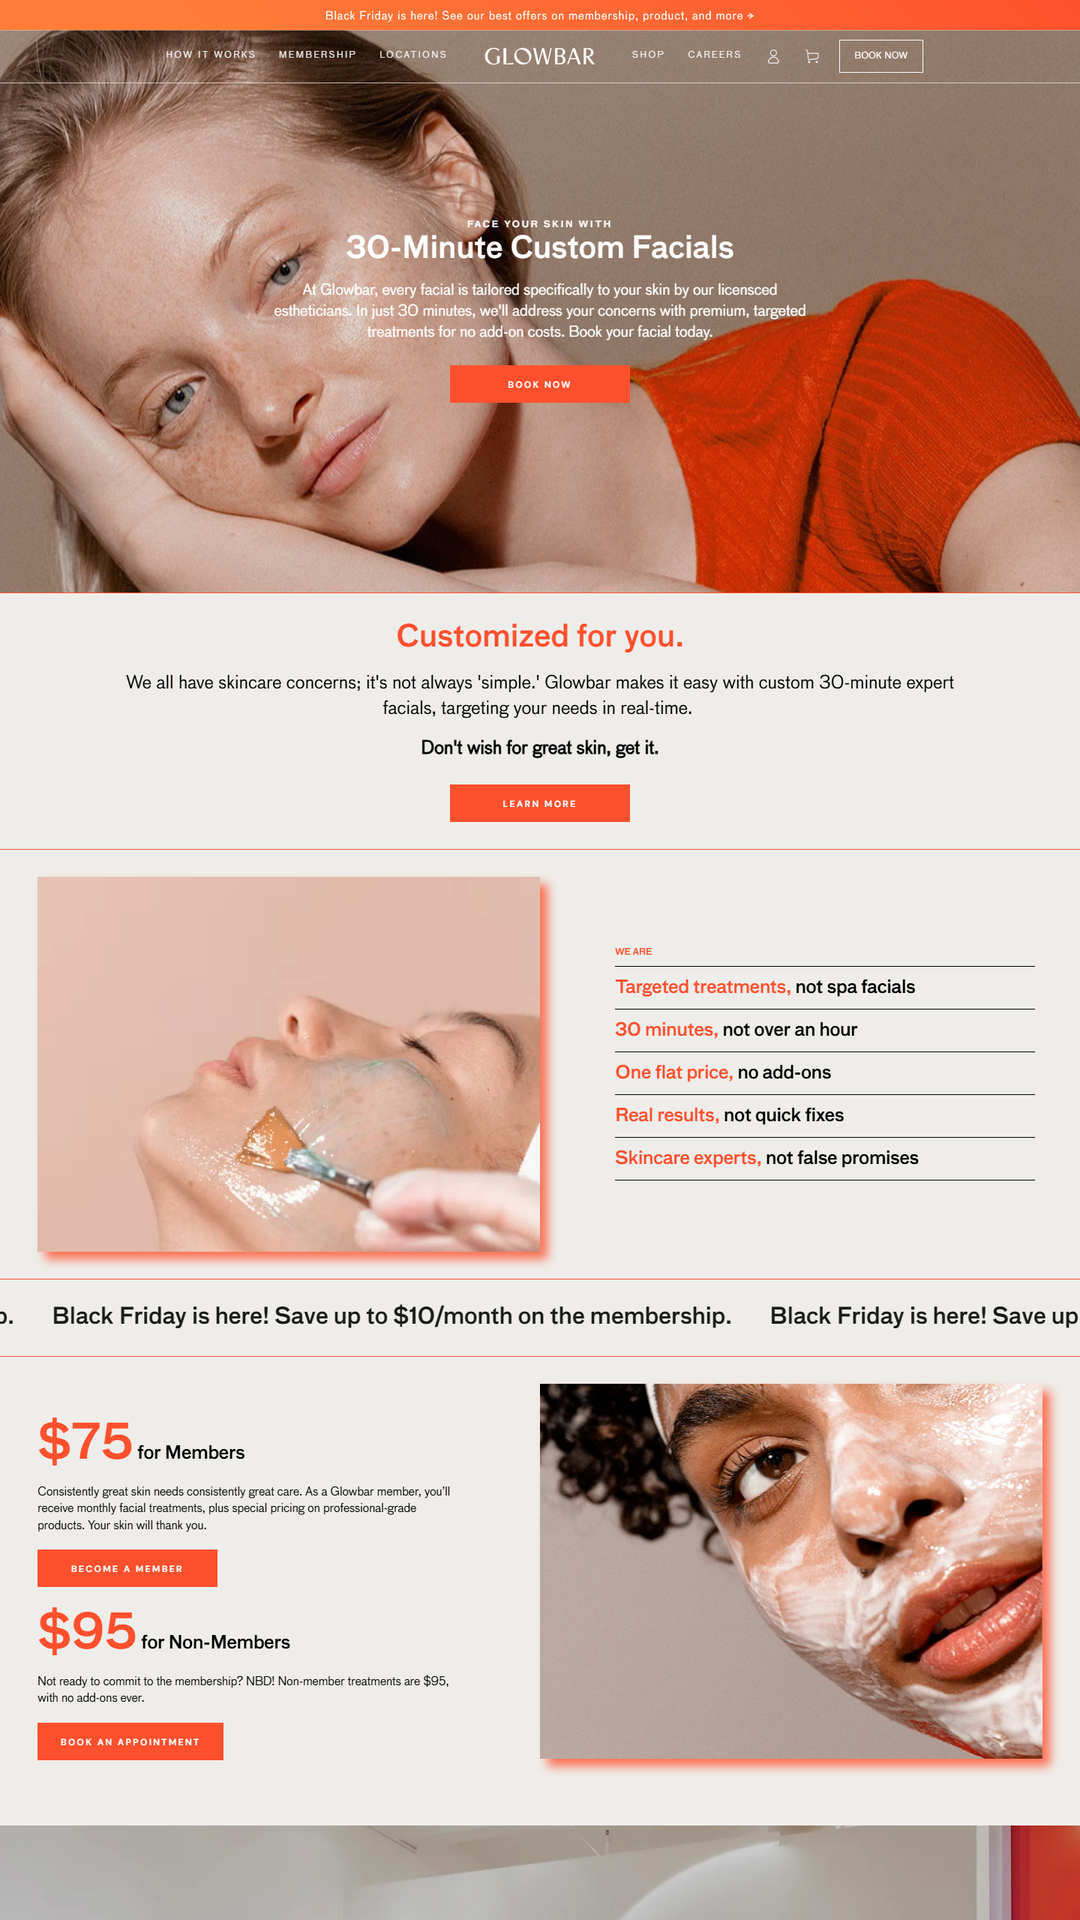 Black Friday is here! See our best offers on membership, product, and more →
HOW IT WORKS MEMBERSHIP LOCATIONS GLOWBAR SHOP CAREERS BOOK NOW
FACE YOUR SKIN WITH
30-Minute Custom Facials
At Glowbar, every facial is tailored specifically to your skin by our licensced
estheticians. In just 30 minutes, we'll address your concerns with premium, targeted
treatments for no add-on costs. Book your facial today.
BOOK NOW
Customized for you.
We all have skincare concerns; it's not always 'simple.' Glowbar makes it easy with custom 30-minute expert
facials, targeting your needs in real-time.
Don't wish for great skin, get it.
LEARN MORE
WE ARE
Targeted treatments, not spa facials
30 minutes, not over an hour
One flat price, no add-ons
Real results, not quick fixes
Skincare experts, not false promises
p. Black Friday is here! Save up to $10/month on the membership. Black Friday is here! Save up
$75 for Members
Consistently great skin needs consistently great care. As a Glowbar member, you'll
receive monthly facial treatments, plus special pricing on professional-grade
products. Your skin will thank you.
BECOME A MEMBER
$95 for Non-Members
Not ready to commit to the membership? NBD! Non-member treatments are $95,
with no add-ons ever.
BOOK AN APPOINTMENT